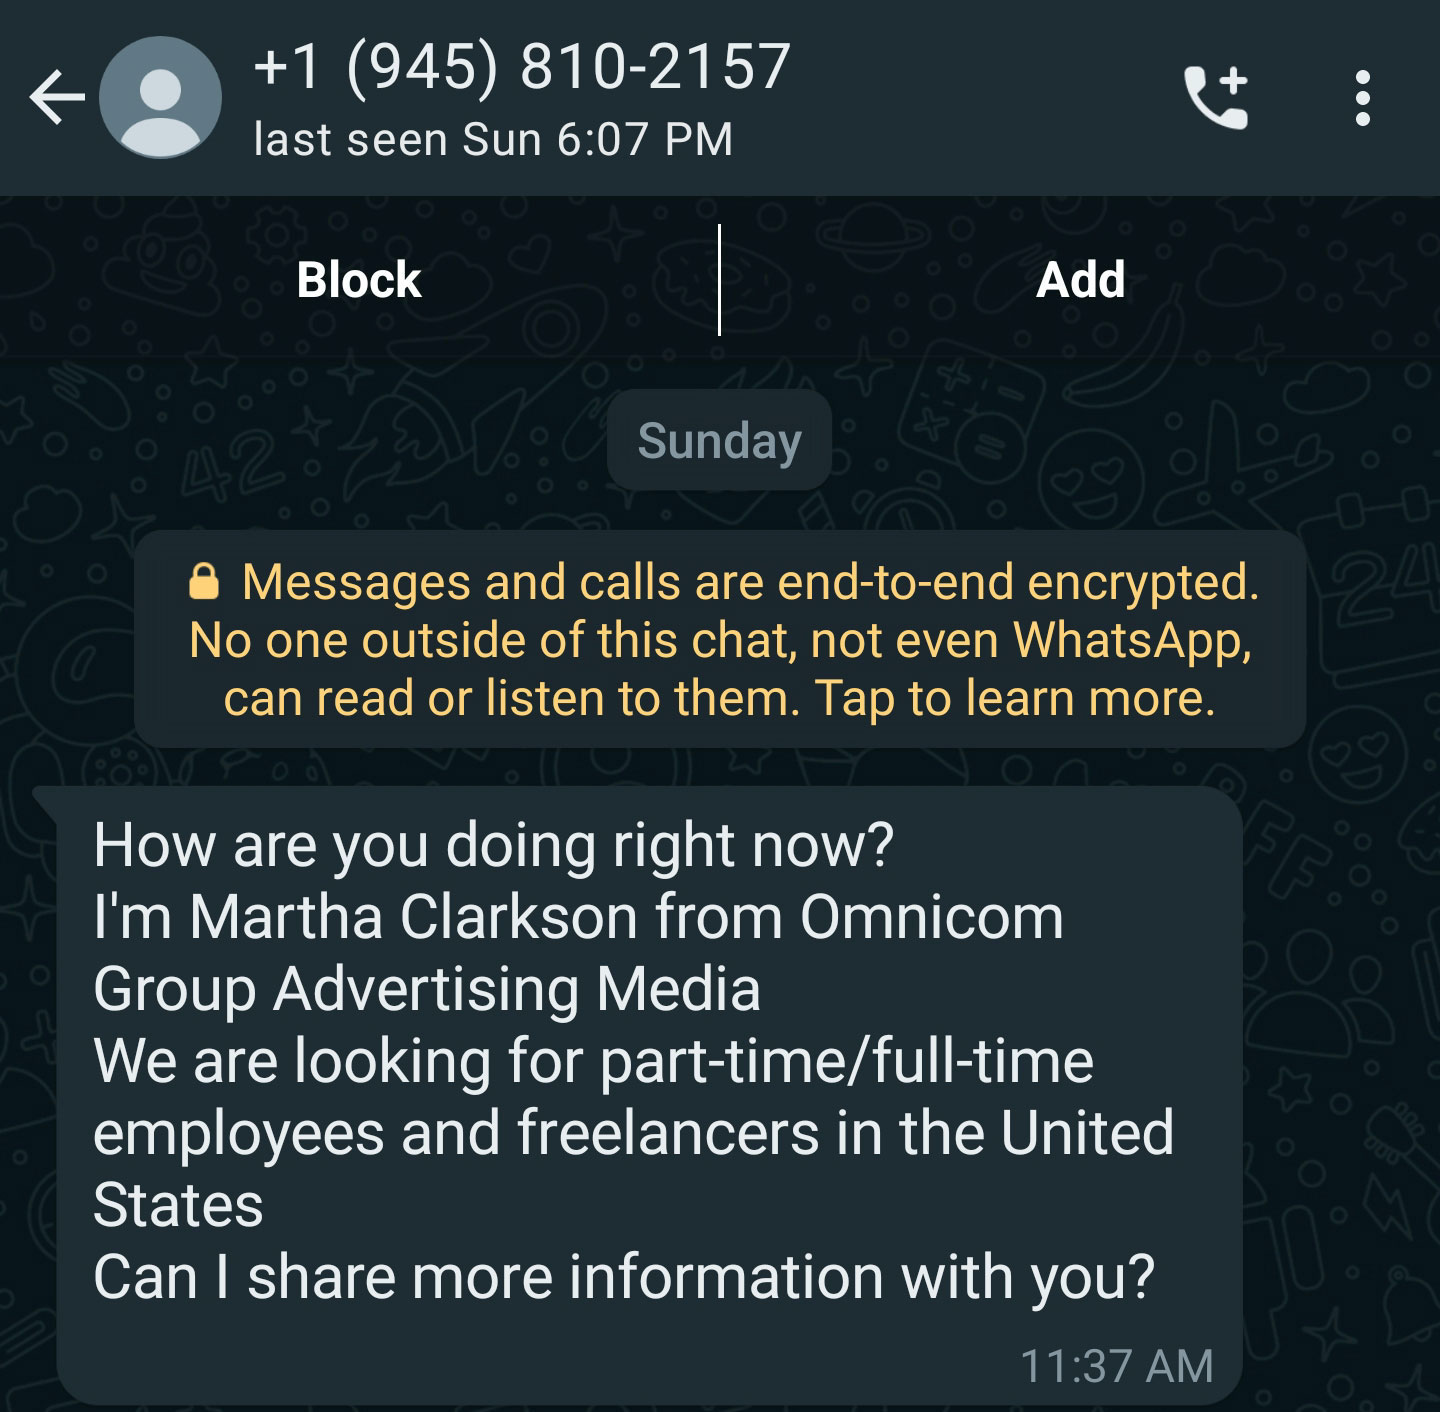 +1 (945) 810-2157
last seen Sun 6:07 PM
Block
Add
Sunday
Messages and calls are end-to-end encrypted.
No one outside of this chat, not even WhatsApp,
can read or listen to them. Tap to learn more.
How are you doing right now?
I'm Martha Clarkson from Omnicom
Group Advertising Media
We are looking for part-time/full-time
employees and freelancers in the United
States
Can I share more information with you?
11:37 AM